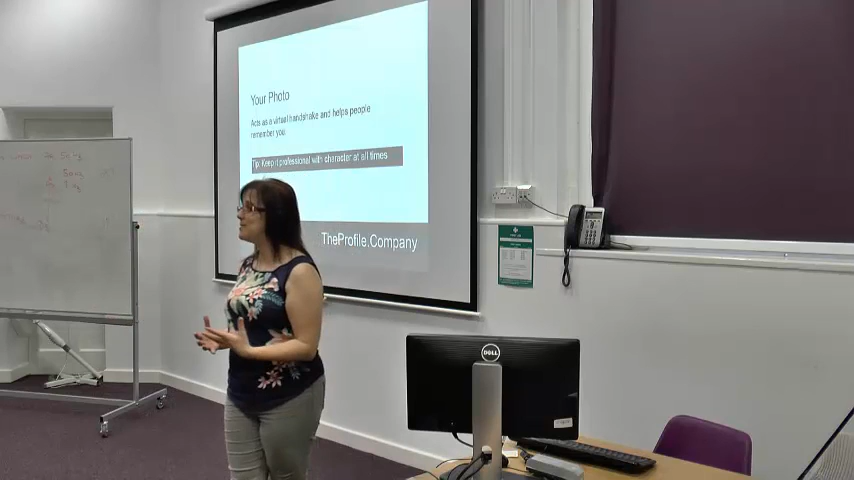 Your Photo
Acts as a virtual handshake and helps people
remember you
Tip: Keep it professional with character at all times
TheProfile.Company
DELL